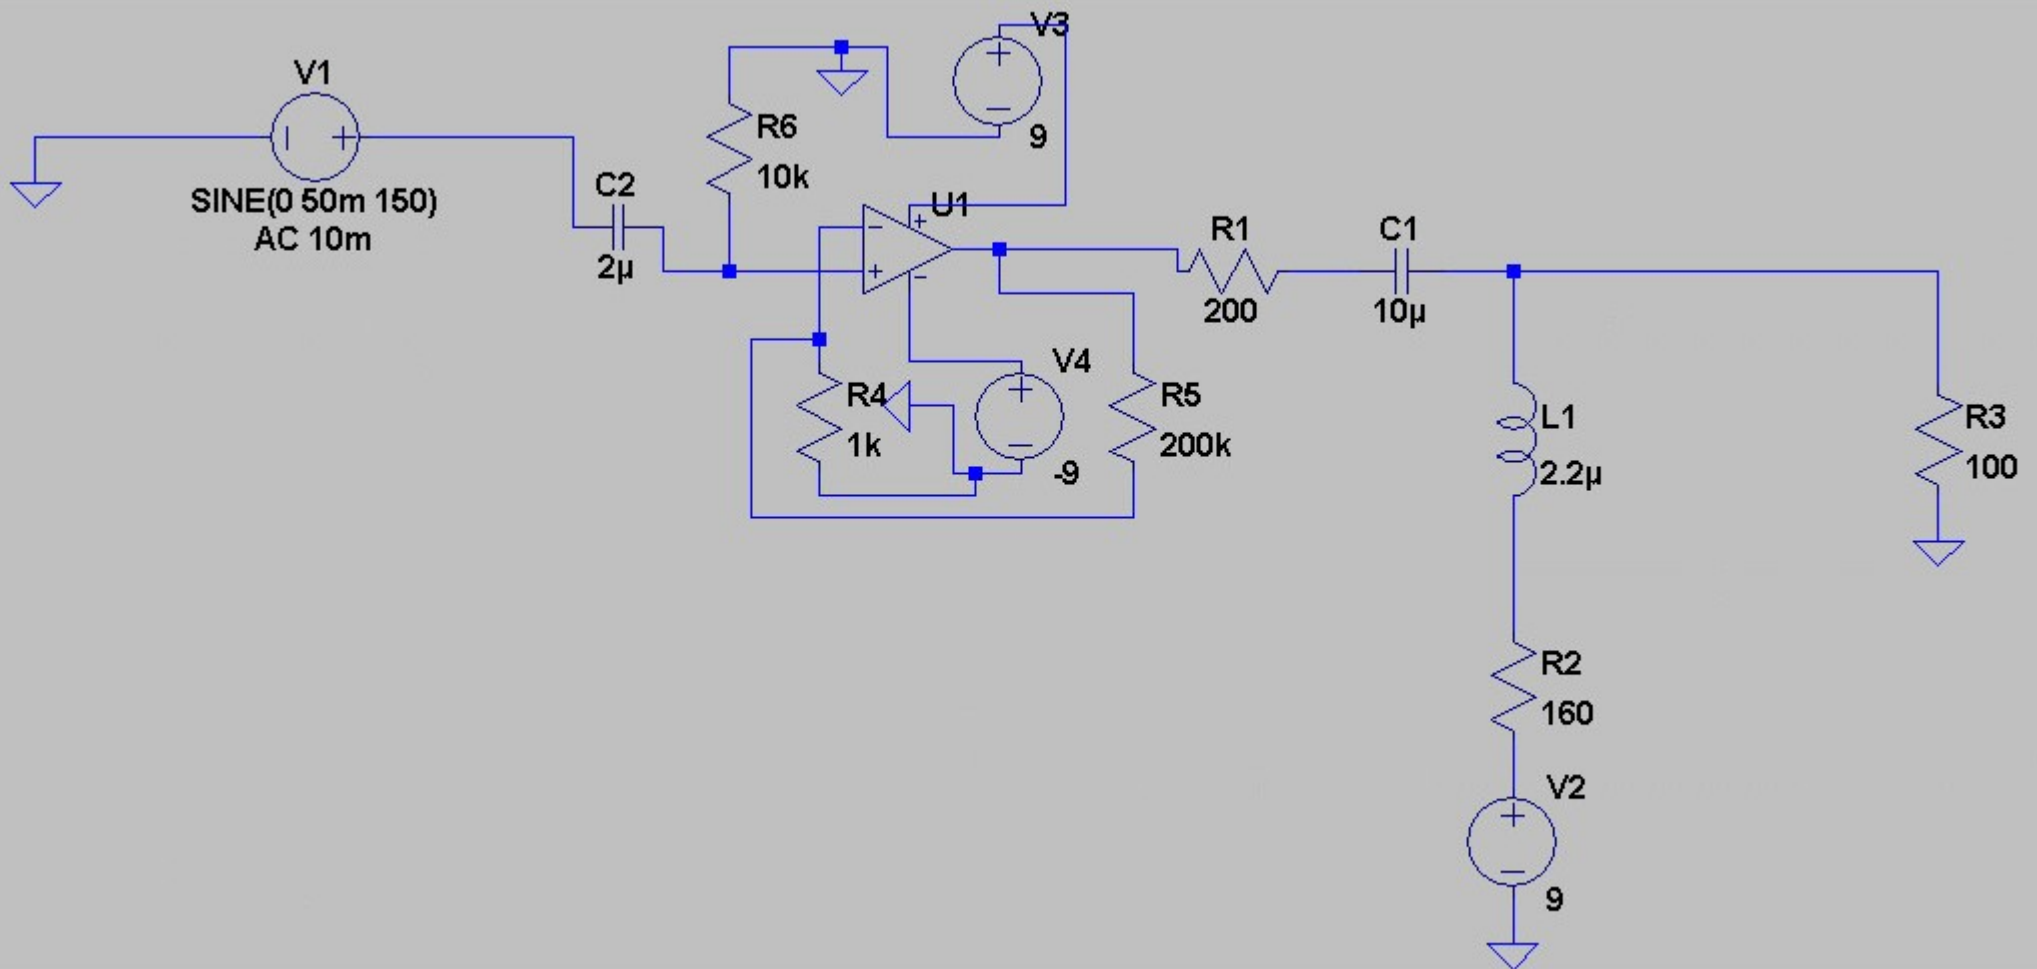 V3
V1
R6
10k
9
SINE(0 50m 150)
AC 10m
C2
2µ
U1
R1
200
C1
10µ
V4
R4
1k
-9
R5
200k
L1
2.2µ
R3
100
R2
160
V2
9